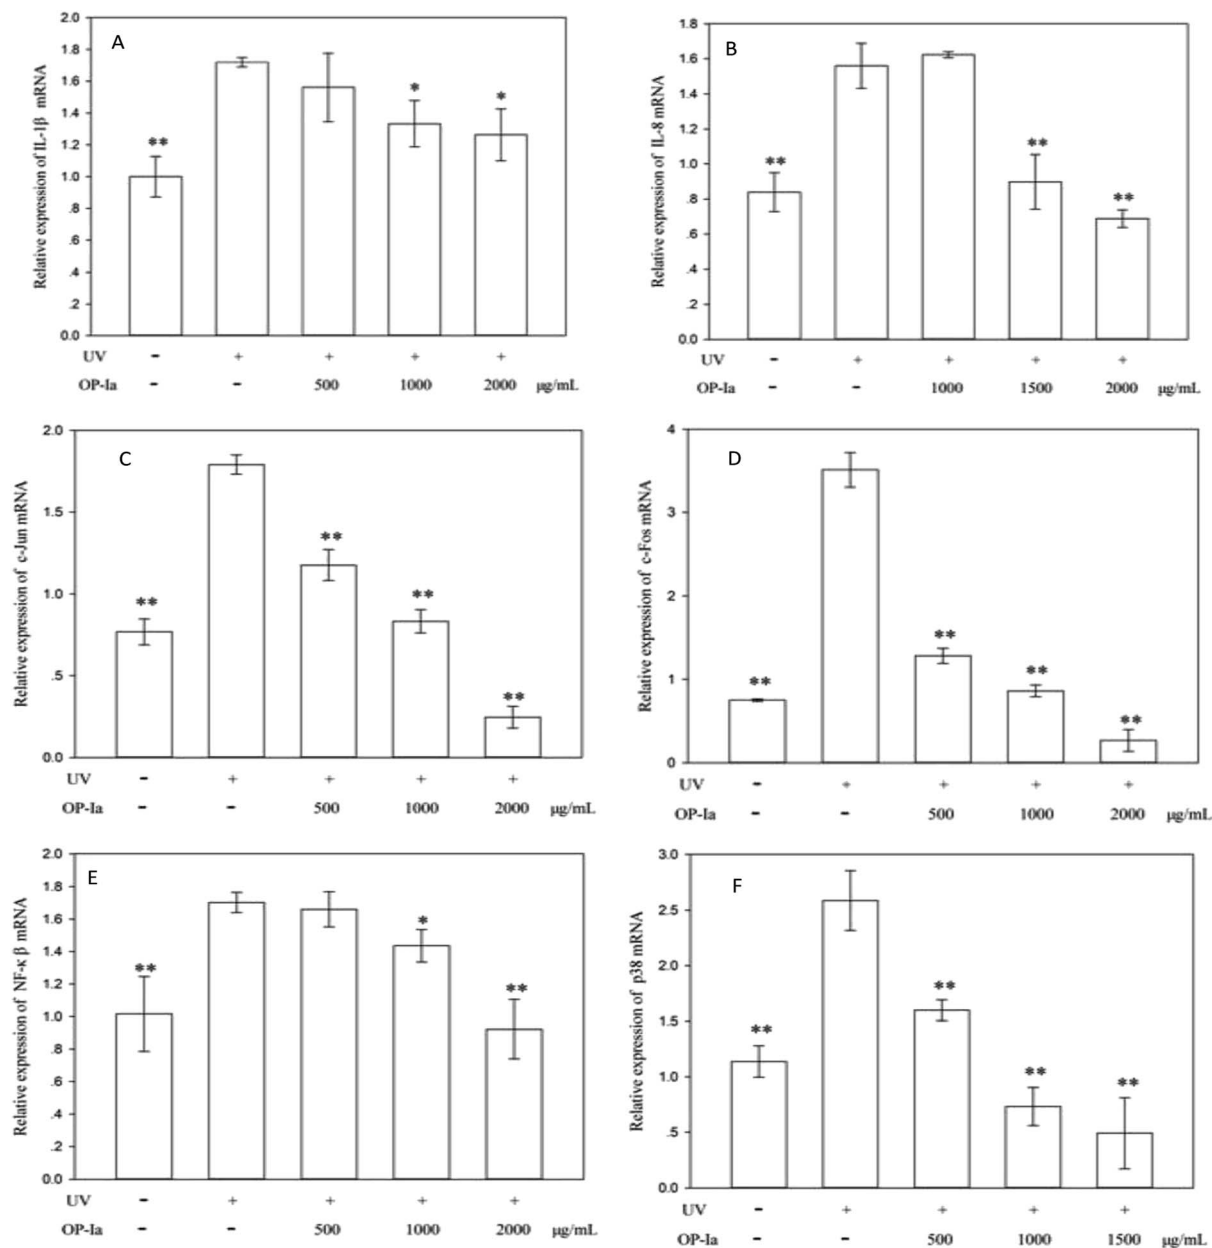 A
Relative expression of IL-1β mRNA
2.0
1.8
1.6
1.4
1.2
1.0
.8
.6
.4
.2
0.0
** * *
UV - + + + +
OP-Ia - - 500 1000 2000 μg/mL
B
Relative expression of IL-8 mRNA
1.8
1.6
1.4
1.2
1.0
.8
.6
.4
.2
0.0
** ** **
UV - + + + +
OP-Ia - - 1000 1500 2000 μg/mL
C
Relative expression of c-Jun mRNA
2.0
1.5
1.0
.5
0.0
** ** ** **
UV - + + + +
OP-Ia - - 500 1000 2000 μg/mL
D
Relative expression of c-Fos mRNA
4
3
2
1
0
** ** ** **
UV - + + + +
OP-Ia - - 500 1000 2000 μg/mL
E
Relative expression of NF-κ β mRNA
2.0
1.8
1.6
1.4
1.2
1.0
.8
.6
.4
.2
0.0
** * **
UV - + + + +
OP-Ia - - 500 1000 2000 μg/mL
F
Relative expression of p38 mRNA
3.0
2.5
2.0
1.5
1.0
.5
0.0
** ** ** **
UV - + + + +
OP-Ia - - 500 1000 1500 μg/mL